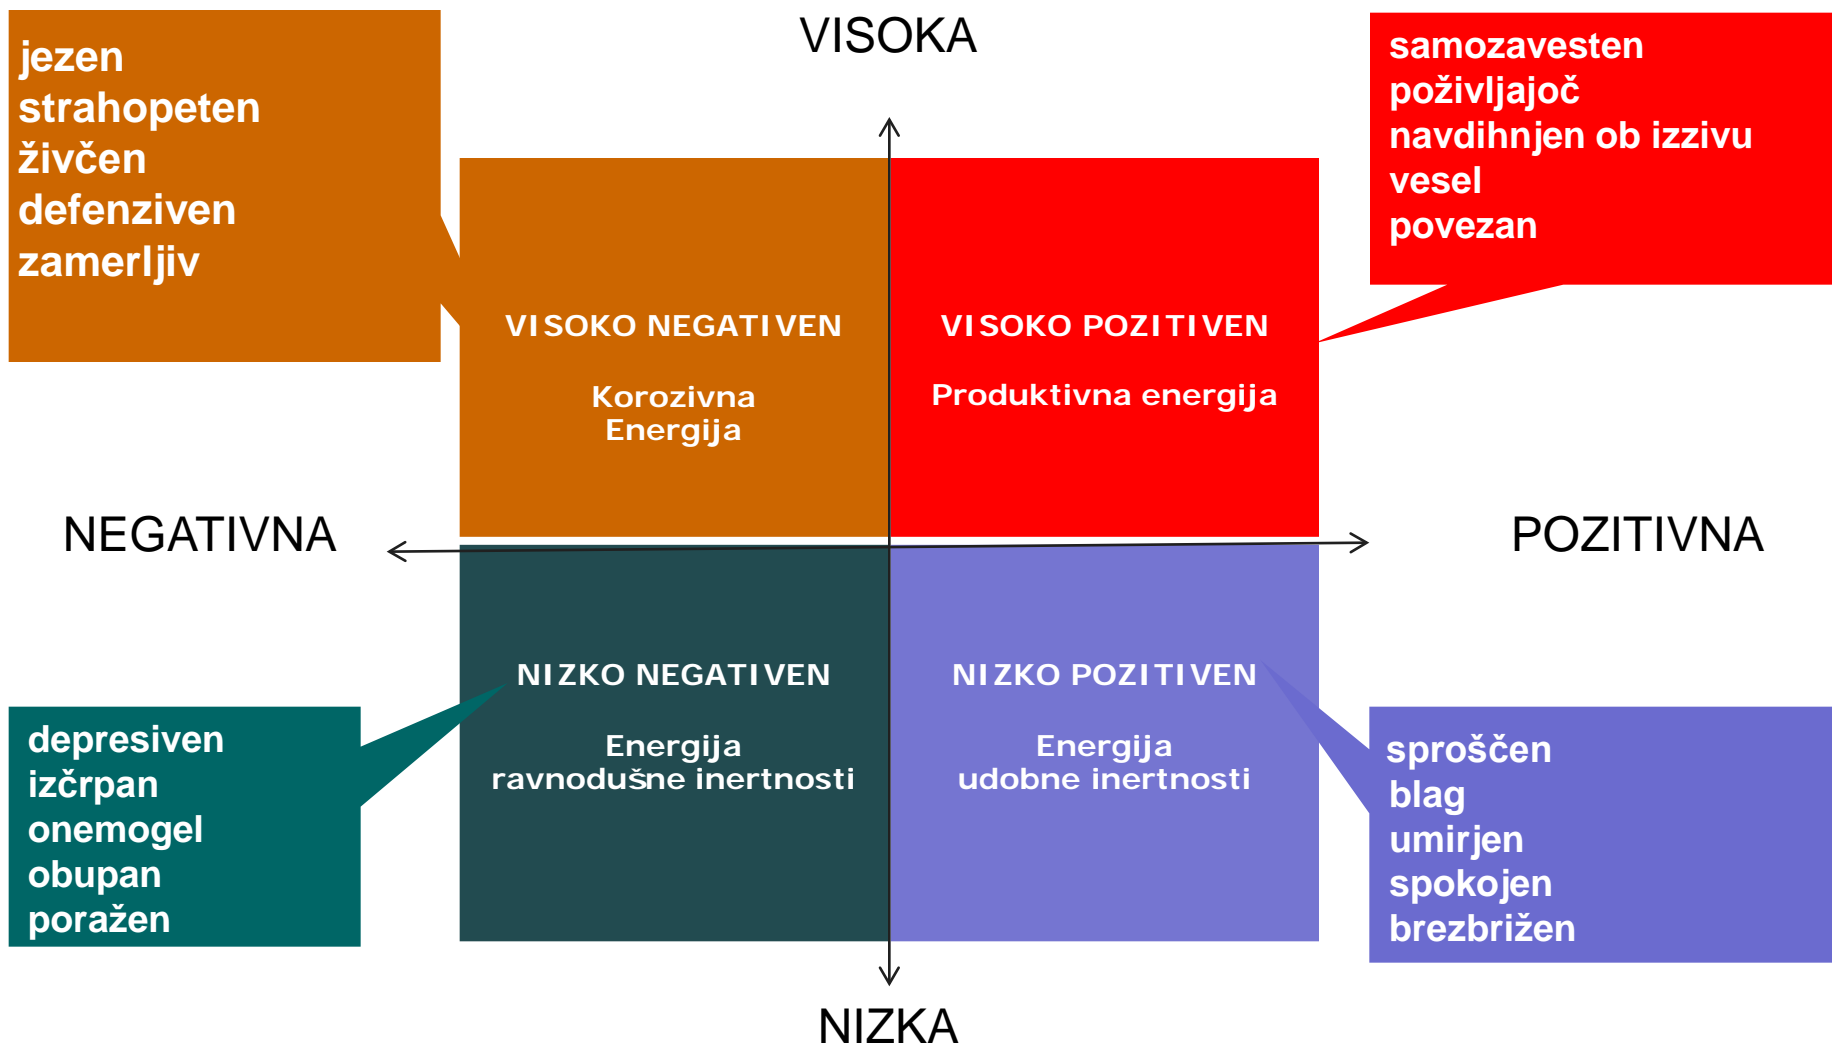 VISOKA
jezen
strahopeten
živčen
defenziven
zamerljiv
samozavesten
poživljajoč
navdihnjen ob izzivu
vesel
povezan
VISOKO NEGATIVEN
Korozivna
Energija
VISOKO POZITIVEN
Produktivna energija
NEGATIVNA
POZITIVNA
NIZKO NEGATIVEN
Energija
ravnodušne inertnosti
NIZKO POZITIVEN
Energija
udobne inertnosti
depresiven
izčrpan
onemogel
obupan
poražen
sproščen
blag
umirjen
spokojen
brezbrižen
NIZKA